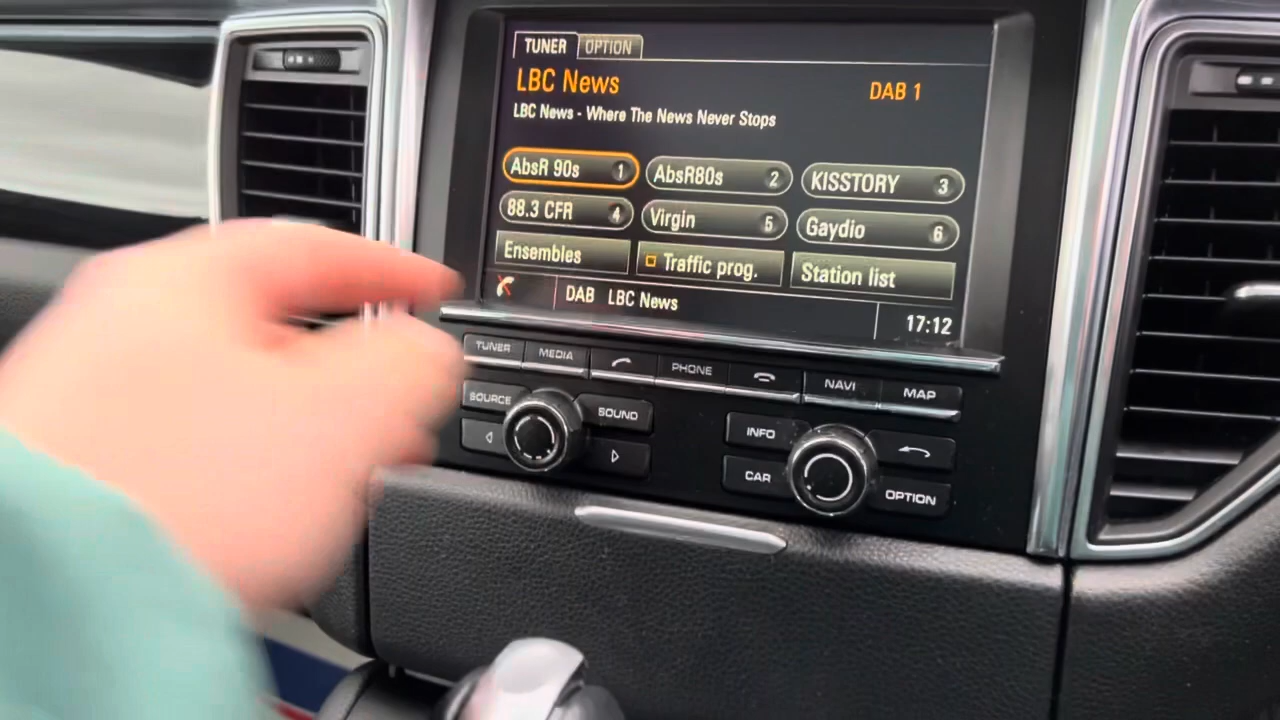 TUNER OPTION
LBC News DAB 1
LBC News - Where The News Never Stops
AbsR 90s 1 AbsR80s 2 KISSTORY 3
88.3 CFR 4 Virgin 5 Gaydio 6
Ensembles Traffic prog. Station list
DAB LBC News 17:12
TUNER MEDIA PHONE NAVI MAP
SOURCE SOUND INFO
CAR OPTION